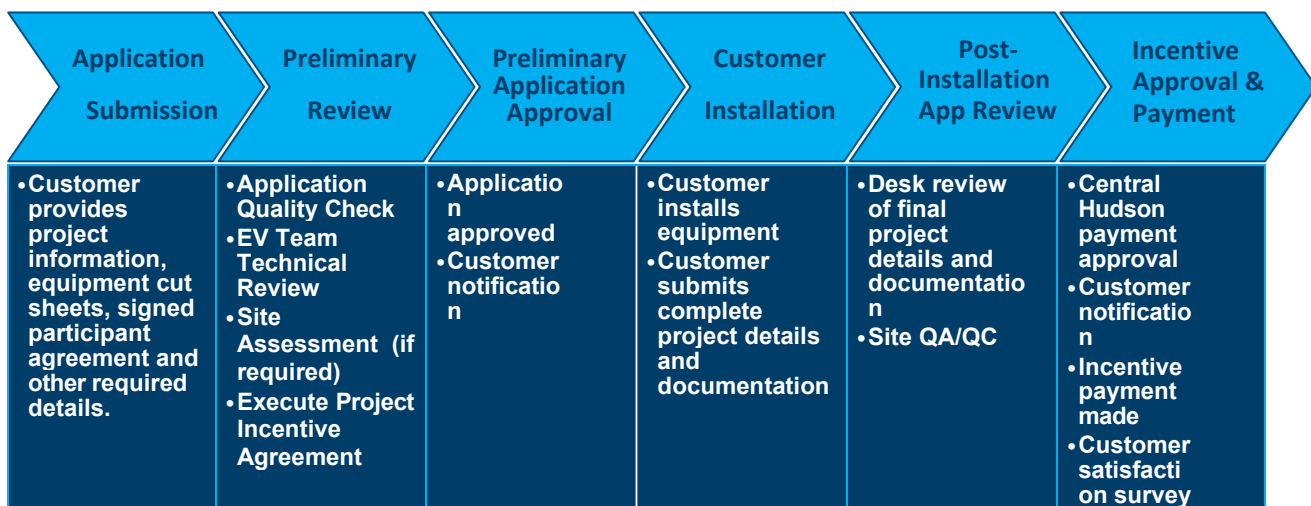 Application
Submission
Preliminary
Review
Preliminary
Application
Approval
Customer
Installation
Post-
Installation
App Review
Incentive
Approval &
Payment
•Customer
provides
project
information,
equipment cut
sheets, signed
participant
agreement and
other required
details.
•Application
Quality Check
•EV Team
Technical
Review
•Site
Assessment (if
required)
•Execute Project
Incentive
Agreement
•Applicatio
n
approved
•Customer
notificatio
n
•Customer
installs
equipment
•Customer
submits
complete
project details
and
documentation
•Desk review
of final
project
details and
documentatio
n
•Site QA/QC
•Central
Hudson
payment
approval
•Customer
notificatio
n
•Incentive
payment
made
•Customer
satisfacti
on survey